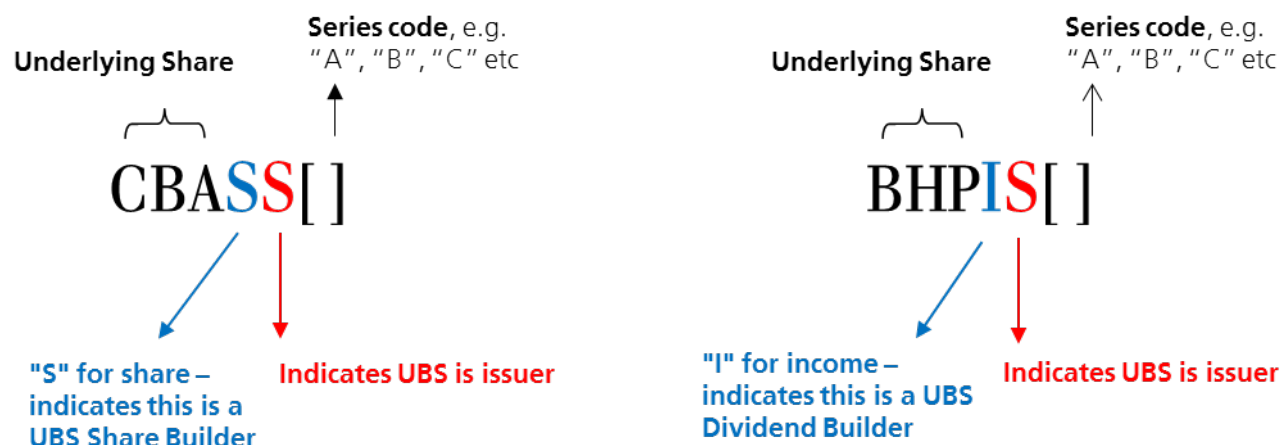 Series code, e.g.
"A", "B", "C" etc
Underlying Share
CBASS[ ]
"S" for share –
indicates this is a
UBS Share Builder
Indicates UBS is issuer
Series code, e.g.
"A", "B", "C" etc
Underlying Share
BHPIS[ ]
"I" for income –
indicates this is a UBS
Dividend Builder
Indicates UBS is issuer